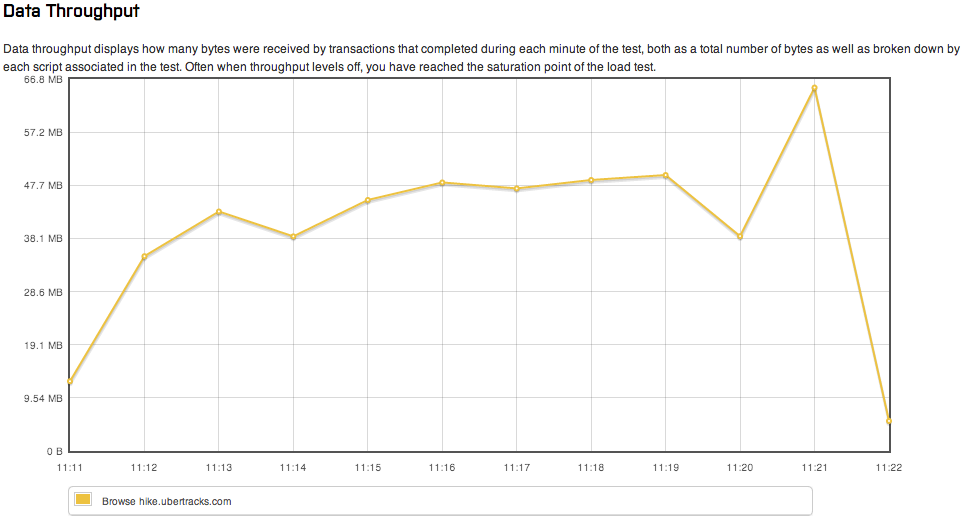 Data Throughput
Data throughput displays how many bytes were received by transactions that completed during each minute of the test, both as a total number of bytes as well as broken down by
each script associated in the test. Often when throughput levels off, you have reached the saturation point of the load test.
66.8 MB
57.2 MB
47.7 MB
38.1 MB
28.6 MB
19.1 MB
9.54 MB
0 B
11:11 11:12 11:13 11:14 11:15 11:16 11:17 11:18 11:19 11:20 11:21 11:22
Browse hike.ubertracks.com